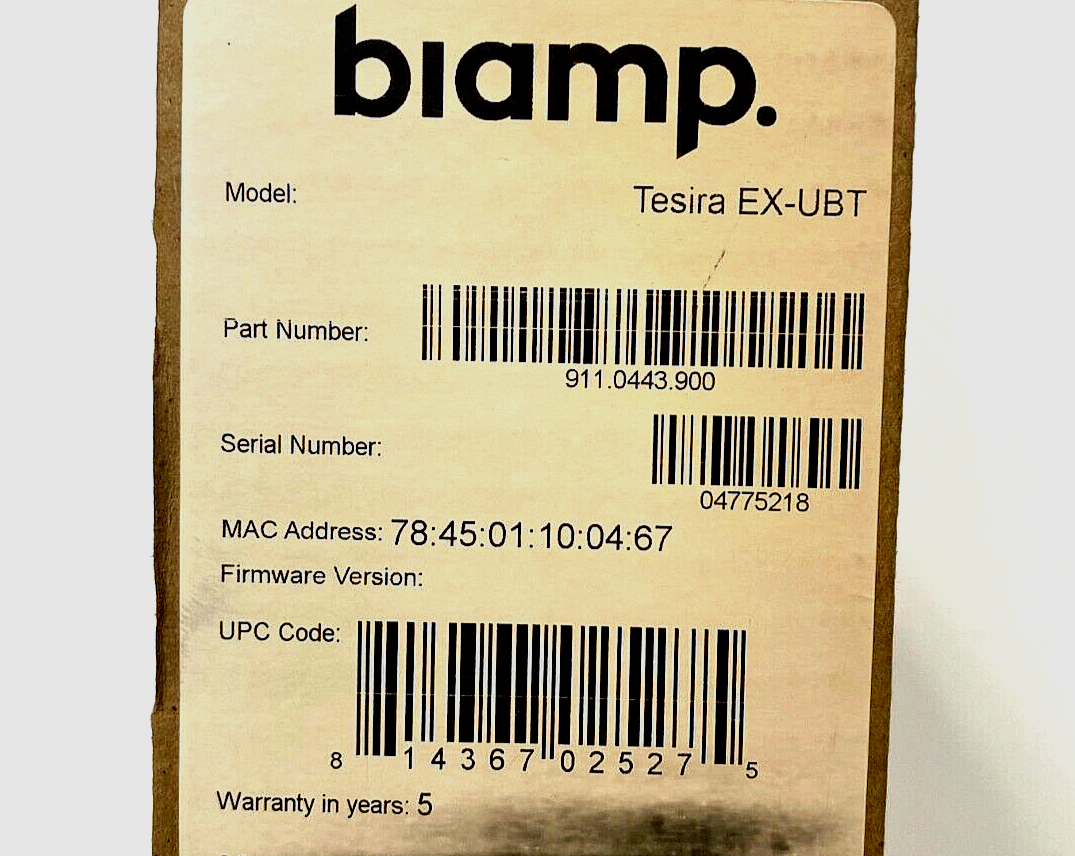 biamp.
Model: Tesira EX-UBT
Part Number:
911.0443.900
Serial Number:
04775218
MAC Address: 78:45:01:10:04:67
Firmware Version:
UPC Code:
8 14367 02527 5
Warranty in years: 5